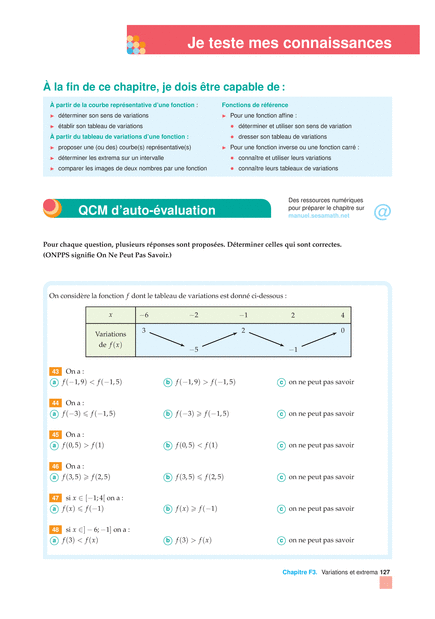 Je teste mes connaissances
À la fin de ce chapitre, je dois être capable de :
À partir de la courbe représentative d'une fonction :
▶ déterminer son sens de variations
▶ établir son tableau de variations
À partir du tableau de variations d'une fonction :
▶ proposer une (ou des) courbe(s) représentative(s)
▶ déterminer les extrema sur un intervalle
▶ comparer les images de deux nombres par une fonction
Fonctions de référence
▶ Pour une fonction affine :
★ déterminer et utiliser son sens de variation
★ dresser son tableau de variations
▶ Pour une fonction inverse ou une fonction carré :
★ connaître et utiliser leurs variations
★ connaître leurs tableaux de variations
QCM d'auto-évaluation
Des ressources numériques
pour préparer le chapitre sur
manuel.sesamath.net
@
Pour chaque question, plusieurs réponses sont proposées. Déterminer celles qui sont correctes.
(ONPPS signifie On Ne Peut Pas Savoir.)
On considère la fonction f dont le tableau de variations est donné ci-dessous :
x −6 −2 −1 2 4
Variations de f(x) 3 −5 2 −1 0
43 On a :
a f(−1,9) < f(−1,5) b f(−1,9) > f(−1,5) c on ne peut pas savoir
44 On a :
a f(−3) ⩽ f(−1,5) b f(−3) ⩾ f(−1,5) c on ne peut pas savoir
45 On a :
a f(0,5) > f(1) b f(0,5) < f(1) c on ne peut pas savoir
46 On a :
a f(3,5) ⩾ f(2,5) b f(3,5) ⩽ f(2,5) c on ne peut pas savoir
47 si x ∈ [−1;4] on a :
a f(x) ⩽ f(−1) b f(x) ⩾ f(−1) c on ne peut pas savoir
48 si x ∈] − 6;−1] on a :
a f(3) < f(x) b f(3) > f(x) c on ne peut pas savoir
Chapitre F3. Variations et extrema 127